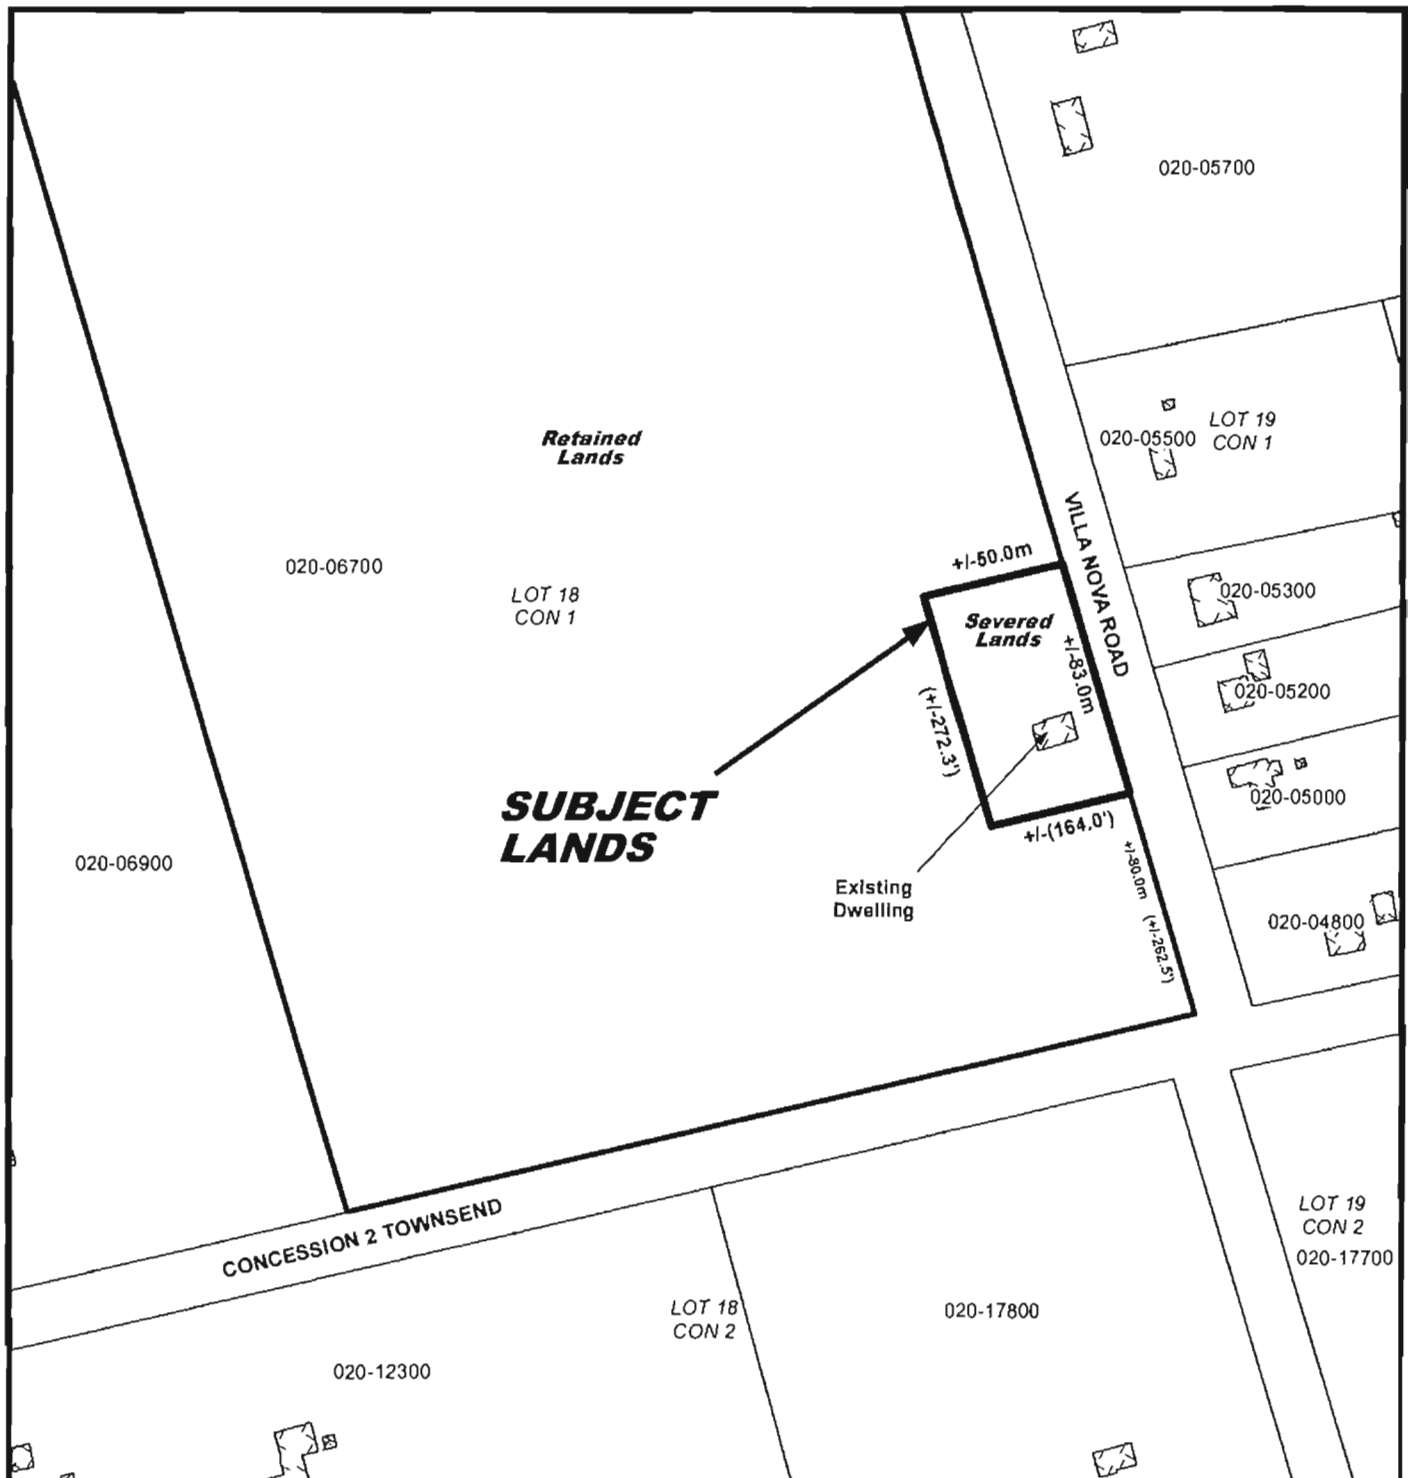 020-05700
LOT 19
CON 1
020-05500
Retained
Lands
VILLA NOVA ROAD
+/-50.0m
020-06700
LOT 18
CON 1
020-05300
Severed
Lands
+/-83.0m
020-05200
(+/-272.3')
SUBJECT
LANDS
020-05000
+/-(164.0')
+/-80.0m (+/-262.5')
020-06900
Existing
Dwelling
020-04800
CONCESSION 2 TOWNSEND
LOT 19
CON 2
020-17700
LOT 18
CON 2
020-17800
020-12300